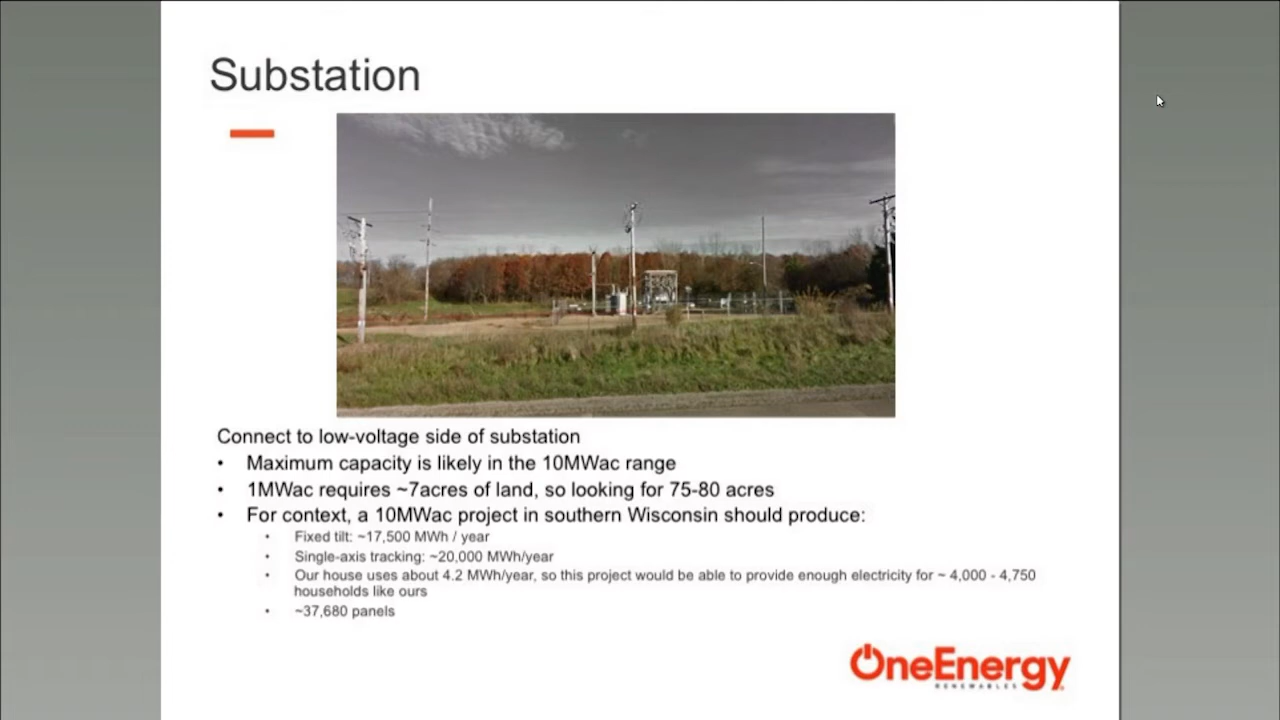 Substation
Connect to low-voltage side of substation
• Maximum capacity is likely in the 10MWac range
• 1MWac requires ~7acres of land, so looking for 75-80 acres
• For context, a 10MWac project in southern Wisconsin should produce:
• Fixed tilt: ~17,500 MWh / year
• Single-axis tracking: ~20,000 MWh/year
• Our house uses about 4.2 MWh/year, so this project would be able to provide enough electricity for ~ 4,000 - 4,750
households like ours
• ~37,680 panels
OneEnergy
RENEWABLES